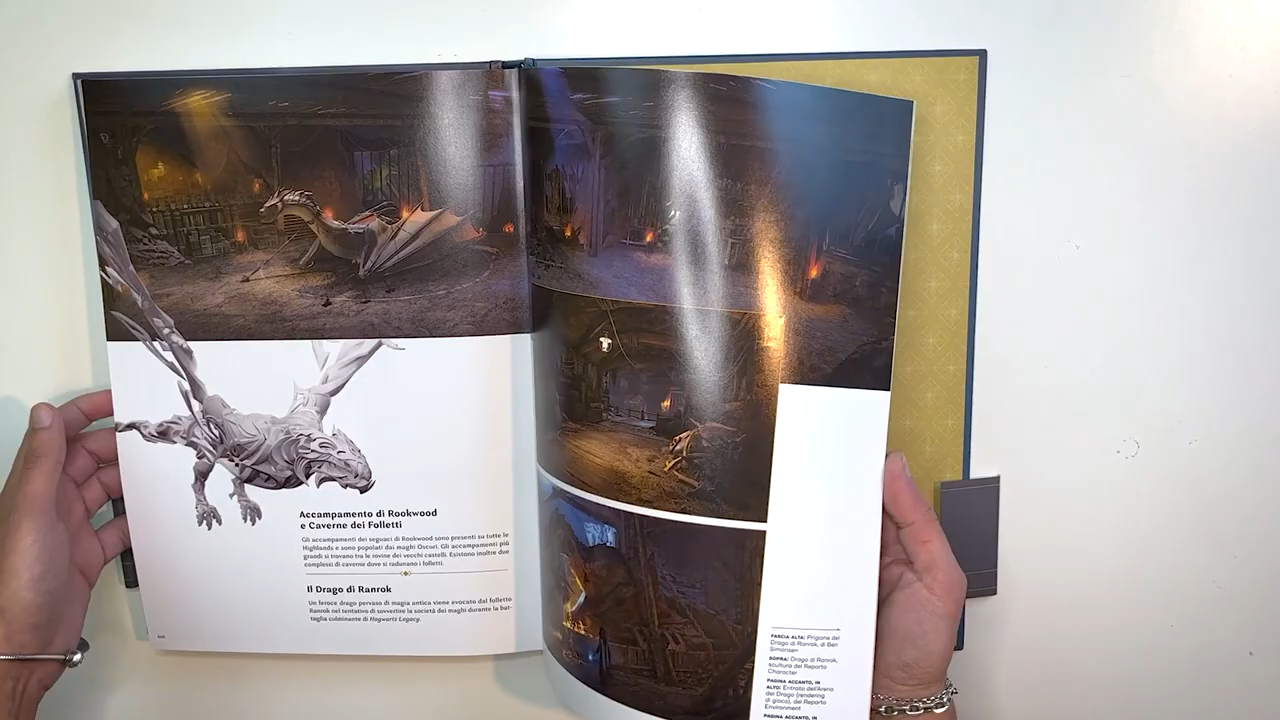 Accampamento di Rookwood
e Caverne dei Folletti
Gli accampamenti dei seguaci di Rookwood sono presenti su tutte le
Highlands e sono popolati dai maghi Oscuri. Gli accampamenti più
grandi si trovano tra le rovine dei vecchi castelli. Esistono inoltre due
complessi di caverne dove si radunano i folletti.
Il Drago di Ranrok
Un feroce drago pervaso di magia antica viene evocato dal folletto
Ranrok nel tentativo di sovvertire la società dei maghi durante la bat-
taglia culminante di Hogwarts Legacy.
FASCIA ALTA: Prigione del
Drago di Ranrok, di Ben
Simonsen
SOPRA: Drago di Ranrok,
scultura del Reparto
Character
PAGINA ACCANTO, IN
ALTO: Entrata dell'Arena
del Drago (rendering
di gioco), del Reparto
Environment
PAGINA ACCANTO, IN